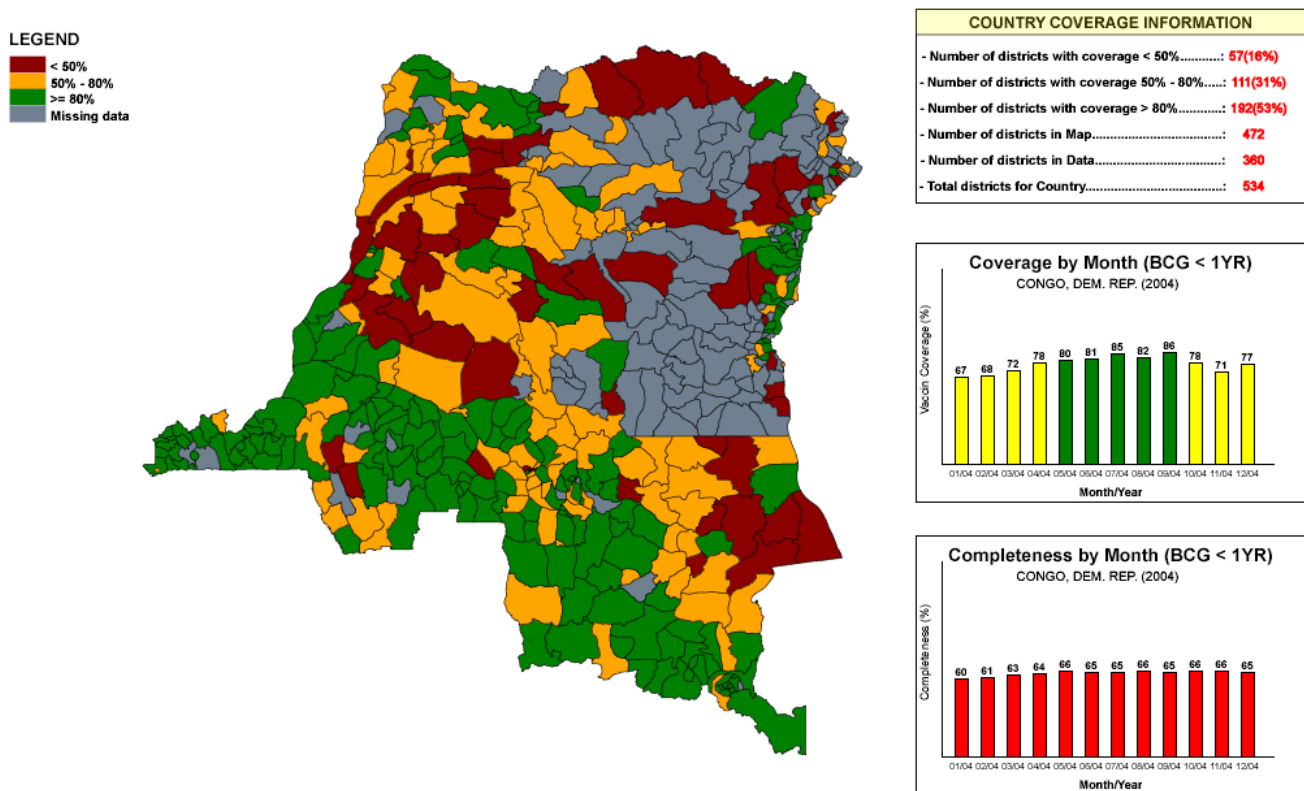 LEGEND
< 50%
50% - 80%
>= 80%
Missing data
COUNTRY COVERAGE INFORMATION
- Number of districts with coverage < 50%...........: 57(16%)
- Number of districts with coverage 50% - 80%.....: 111(31%)
- Number of districts with coverage > 80%............: 192(53%)
- Number of districts in Map.................................: 472
- Number of districts in Data................................: 360
- Total districts for Country...................................: 534
Coverage by Month (BCG < 1YR)
CONGO, DEM. REP. (2004)
Vaccin Coverage (%)
67 68 72 78 80 81 85 82 86 78 71 77
01/04 02/04 03/04 04/04 05/04 06/04 07/04 08/04 09/04 10/04 11/04 12/04
Month/Year
Completeness by Month (BCG < 1YR)
CONGO, DEM. REP. (2004)
Completeness (%)
60 61 63 64 66 65 65 66 65 66 66 65
01/04 02/04 03/04 04/04 05/04 06/04 07/04 08/04 09/04 10/04 11/04 12/04
Month/Year